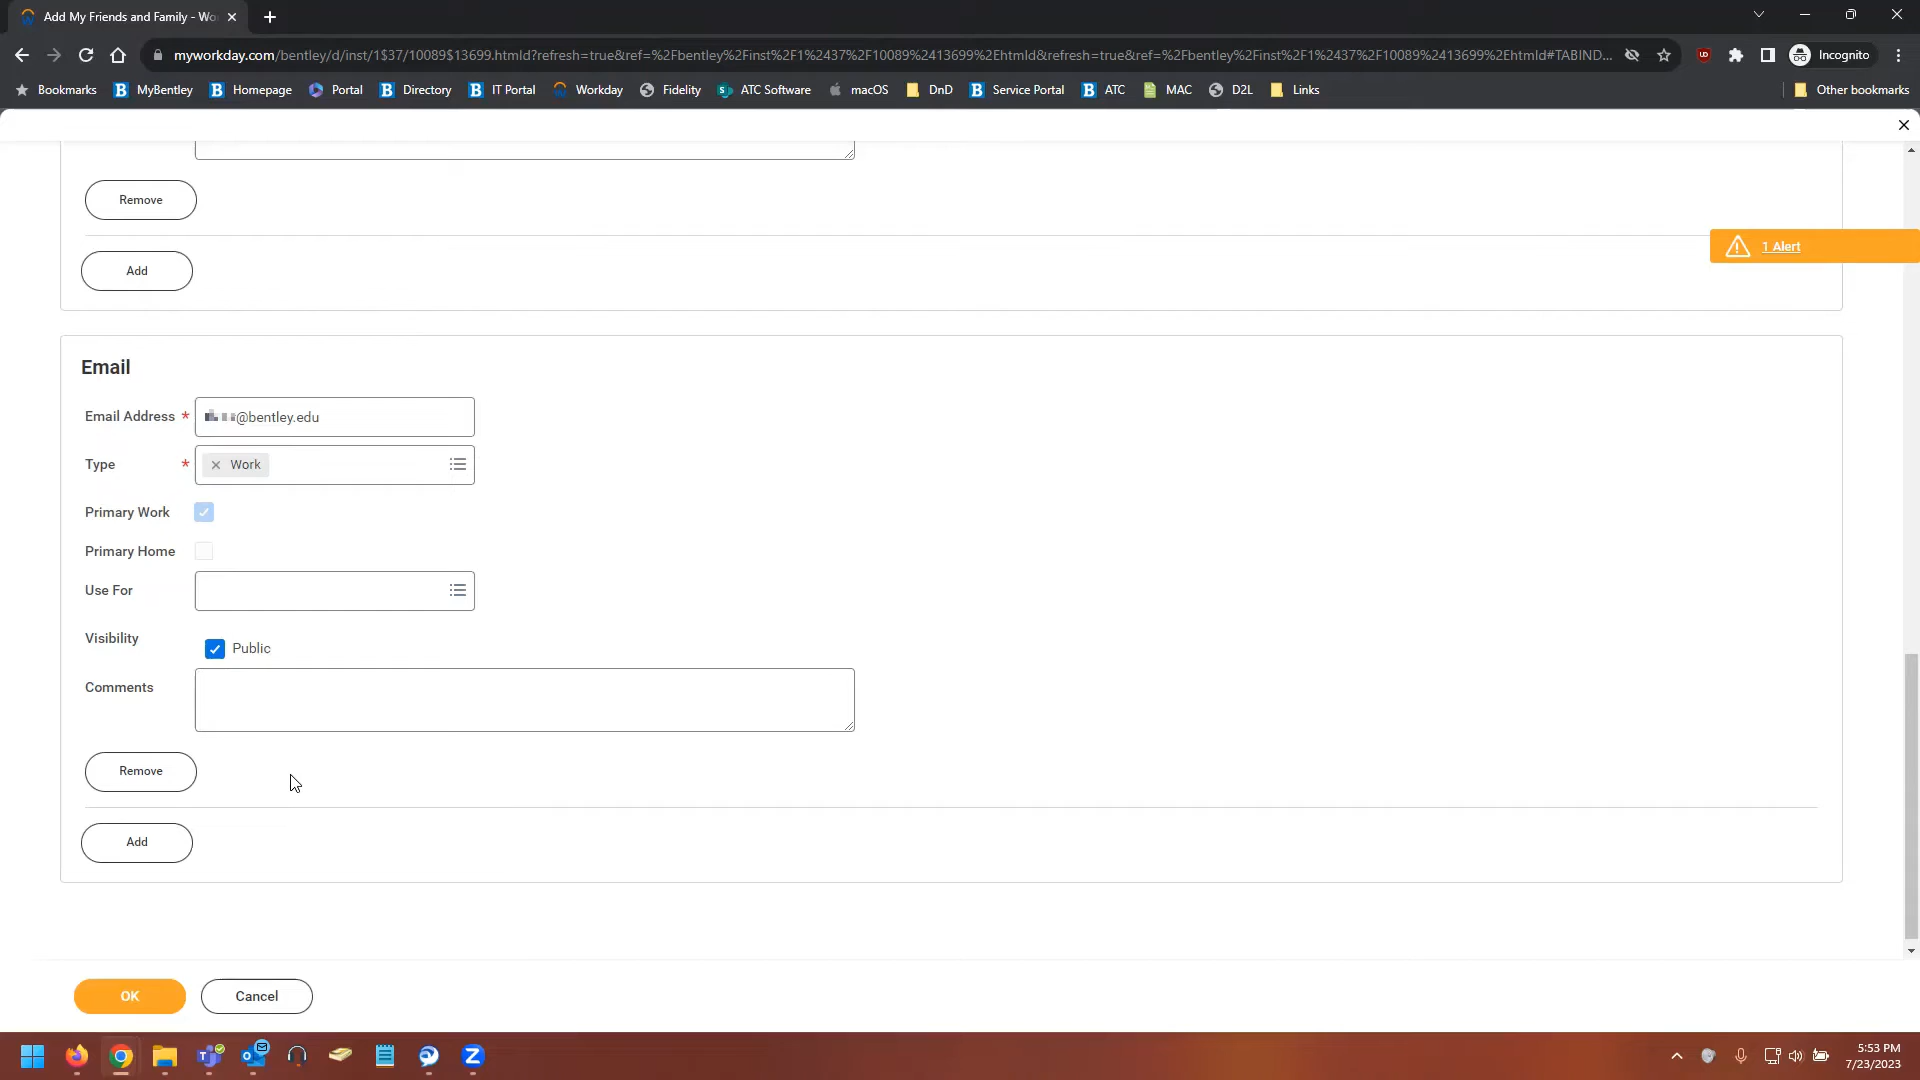 Add My Friends and Family - Wo
myworkday.com/bentley/d/inst/1$37/10089$13699.htmld?refresh=true&ref=%2Fbentley%2Finst%2F1%2437%2F10089%2413699%2Ehtmld&refresh=true&ref=%2Fbentley%2Finst%2F1%2437%2F10089%2413699%2Ehtmld#TABIND...
Incognito
Bookmarks MyBentley Homepage Portal Directory IT Portal Workday Fidelity ATC Software macOS DnD Service Portal ATC MAC D2L Links Other bookmarks
Remove
1 Alert
Add
Email
Email Address * @bentley.edu
Type * Work
Primary Work
Primary Home
Use For
Visibility
Public
Comments
Remove
Add
OK Cancel
5:53 PM
7/23/2023